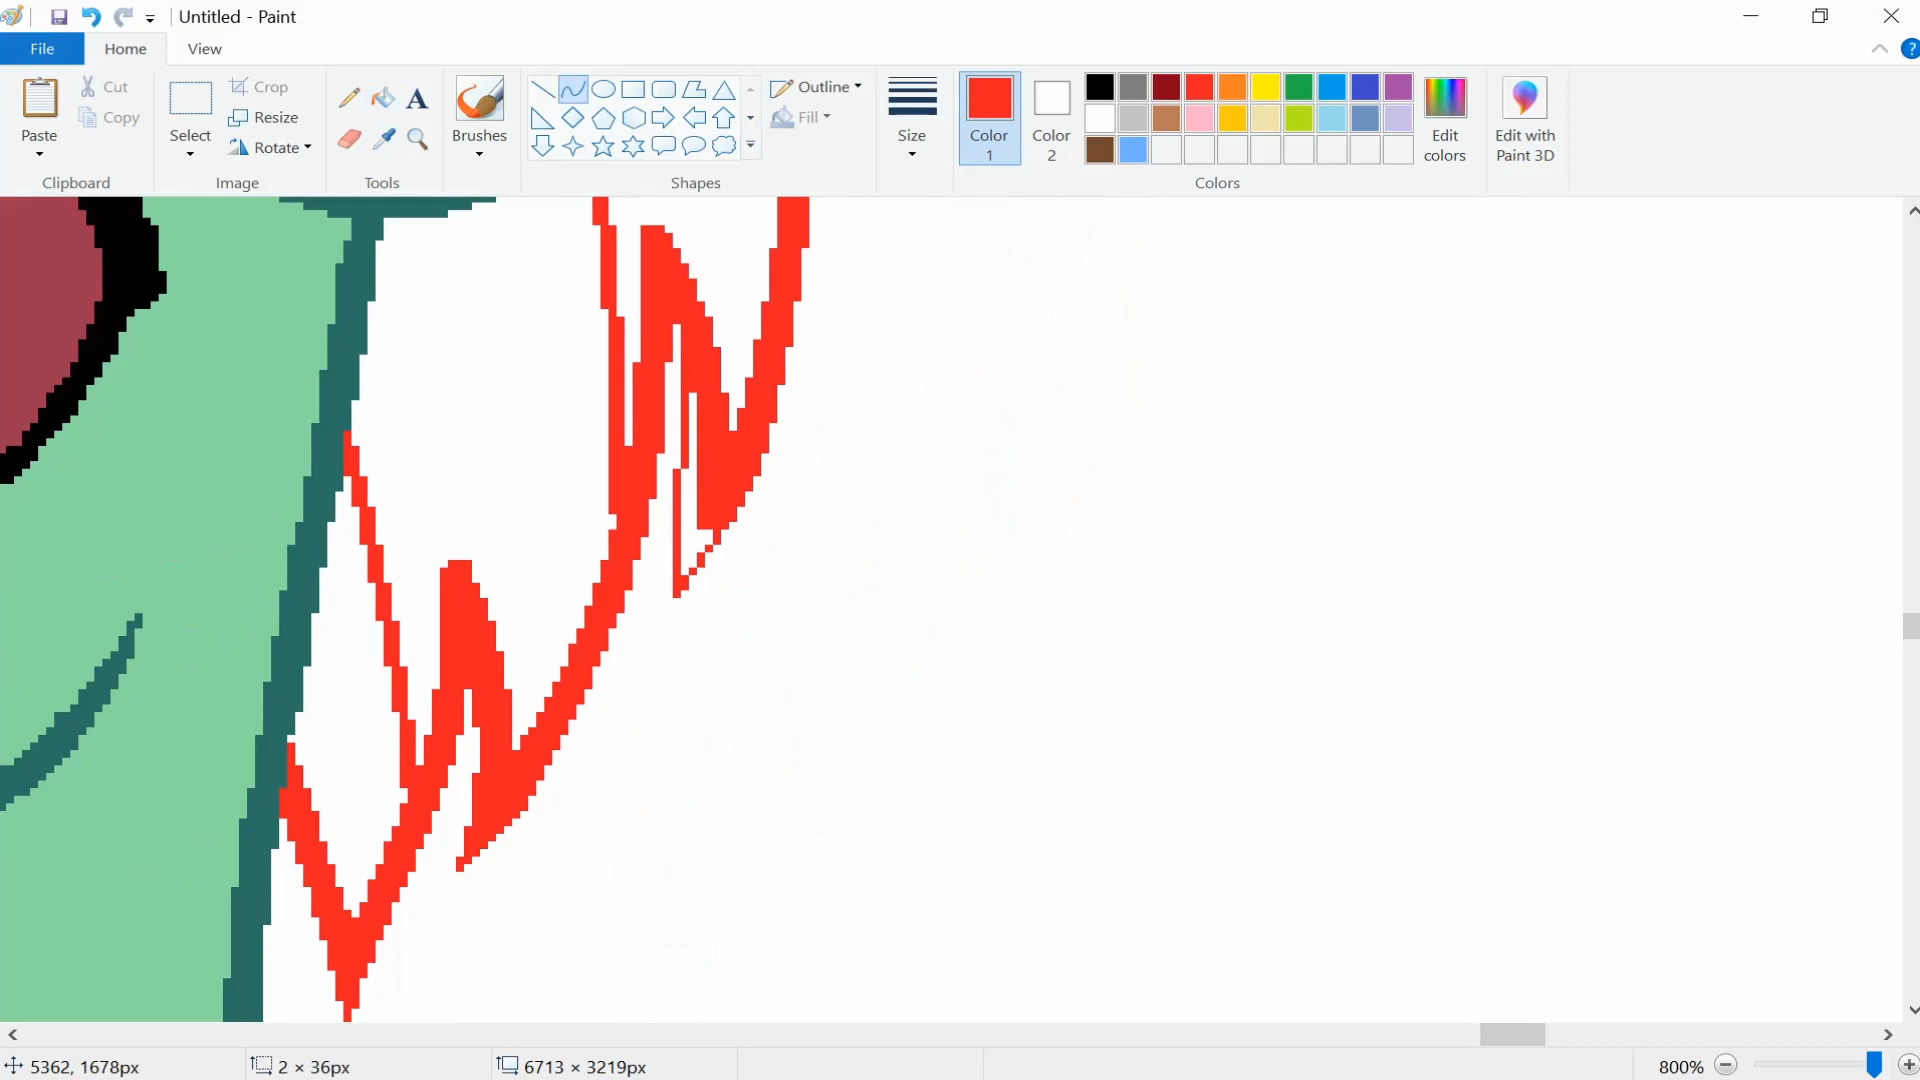 Untitled - Paint
File Home View
Paste Cut Copy Clipboard
Select Crop Resize Rotate Image
A Tools
Brushes
Outline Fill Shapes
Size
Color 1 Color 2 Edit colors Colors
Edit with Paint 3D
?
5362, 1678px 2 × 36px 6713 × 3219px 800%